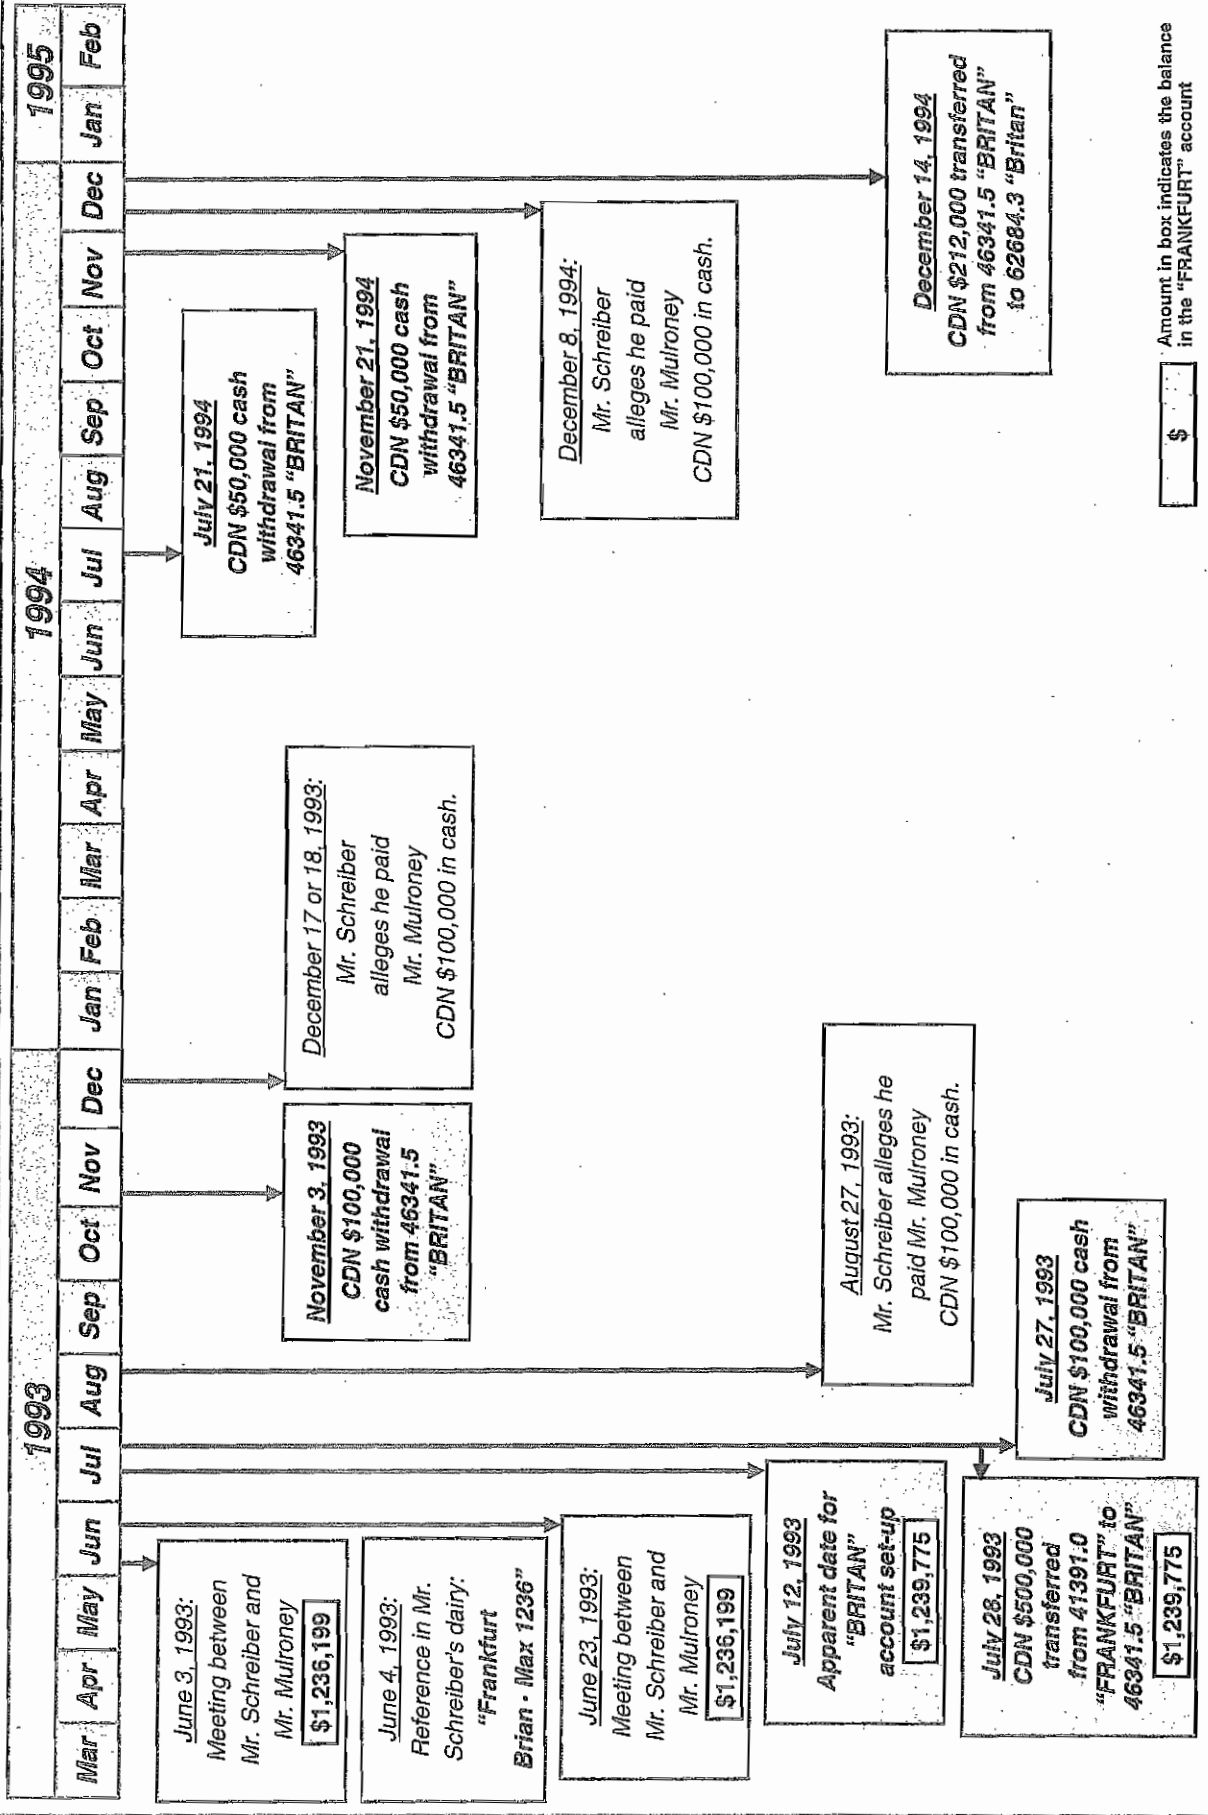 1993
1994
1995
Mar
Apr
May
Jun
Jul
Aug
Sep
Oct
Nov
Dec
Jan
Feb
Mar
Apr
May
Jun
Jul
Aug
Sep
Oct
Nov
Dec
Jan
Feb
June 3, 1993:
Meeting between
Mr. Schreiber and
Mr. Mulroney
$1,236,199
June 4, 1993:
Reference in Mr.
Schreiber's dairy:
"Frankfurt
Brian - Max 1236"
June 23, 1993:
Meeting between
Mr. Schreiber and
Mr. Mulroney
$1,236,199
July 12, 1993
Apparent date for
"BRITAN"
account set-up
$1,239,775
July 28, 1993
CDN $500,000
transferred
from 41391.0
"FRANKFURT" to
46341.5 "BRITAN"
$1,239,775
July 27, 1993
CDN $100,000 cash
withdrawal from
46341.5 "BRITAN"
August 27, 1993:
Mr. Schreiber alleges he
paid Mr. Mulroney
CDN $100,000 in cash.
November 3, 1993
CDN $100,000
cash withdrawal
from 46341.5
"BRITAN"
December 17 or 18, 1993:
Mr. Schreiber
alleges he paid
Mr. Mulroney
CDN $100,000 in cash.
July 21, 1994
CDN $50,000 cash
withdrawal from
46341.5 "BRITAN"
November 21, 1994
CDN $50,000 cash
withdrawal from
46341.5 "BRITAN"
December 8, 1994:
Mr. Schreiber
alleges he paid
Mr. Mulroney
CDN $100,000 in cash.
December 14, 1994
CDN $212,000 transferred
from 46341.5 "BRITAN"
to 62684.3 "Britan"
$
Amount in box indicates the balance
in the "FRANKFURT" account